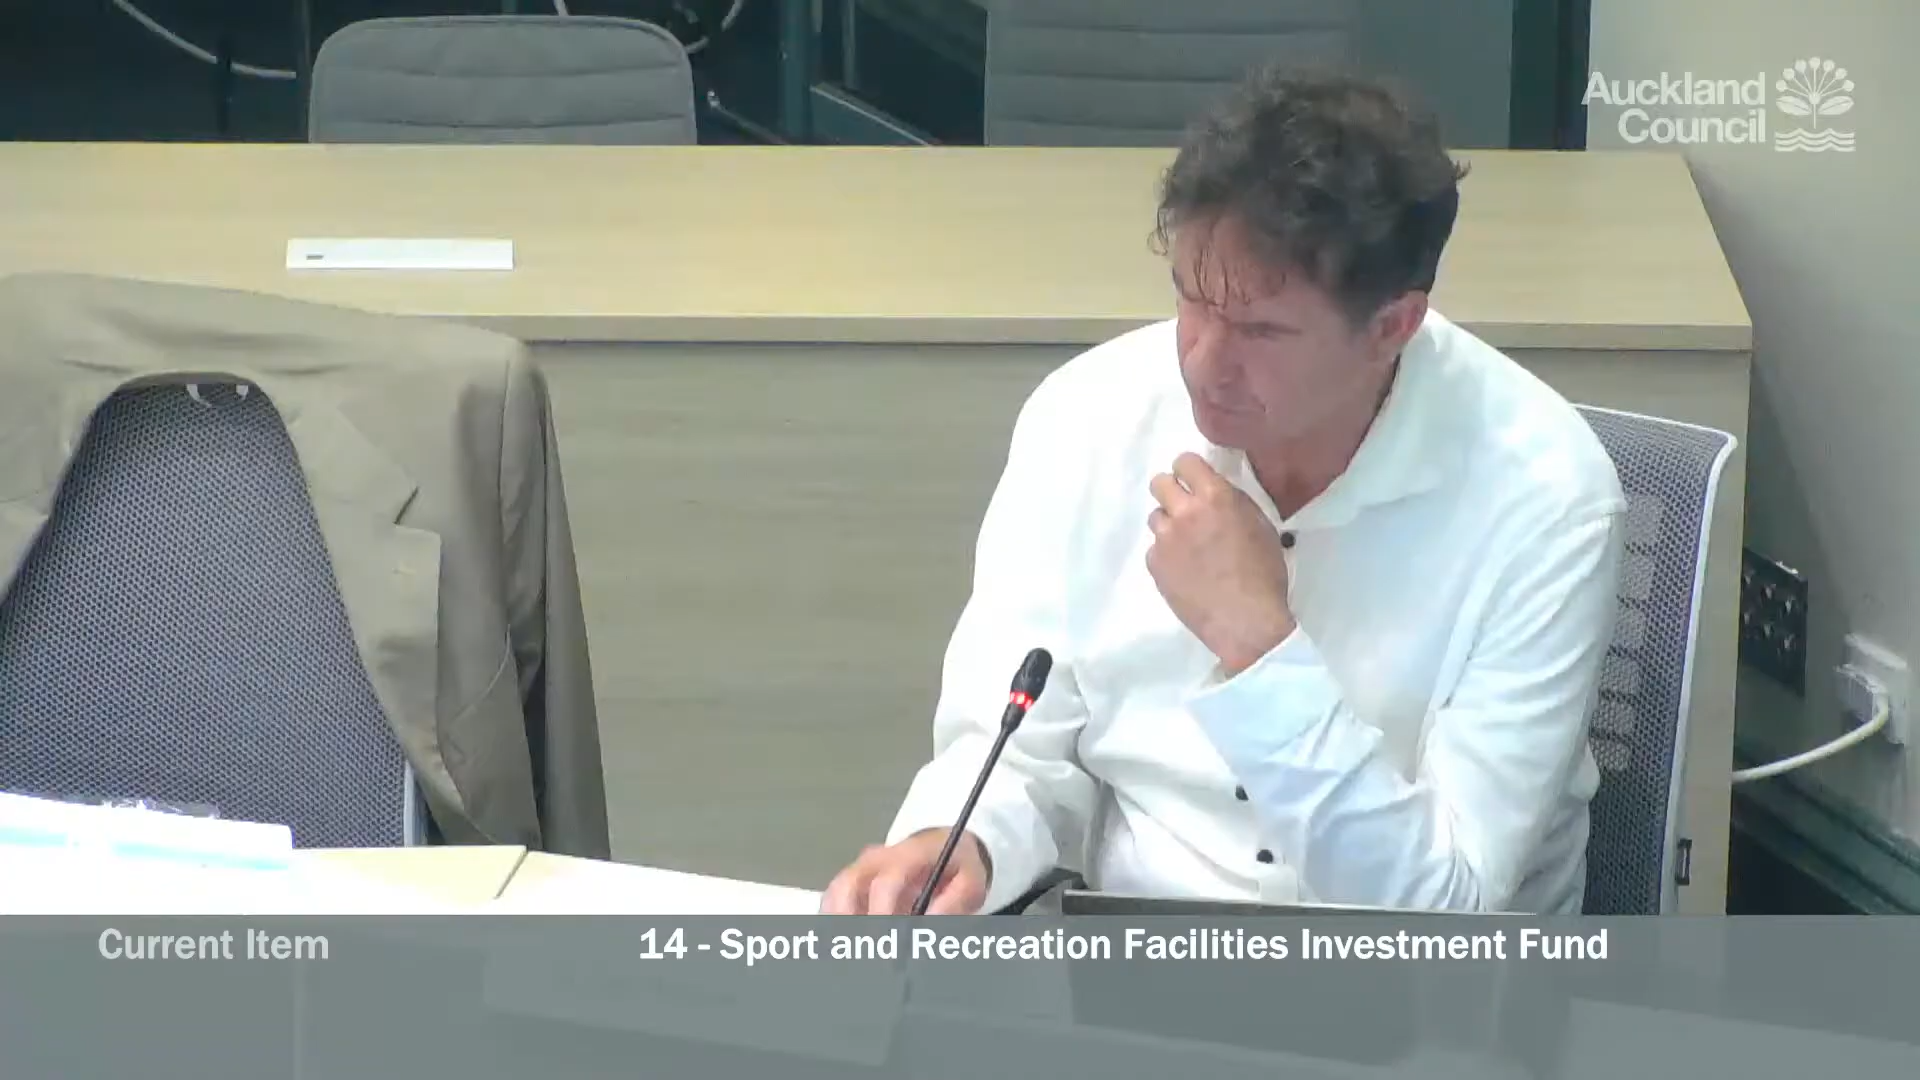 Auckland
Council
Current Item
14 - Sport and Recreation Facilities Investment Fund